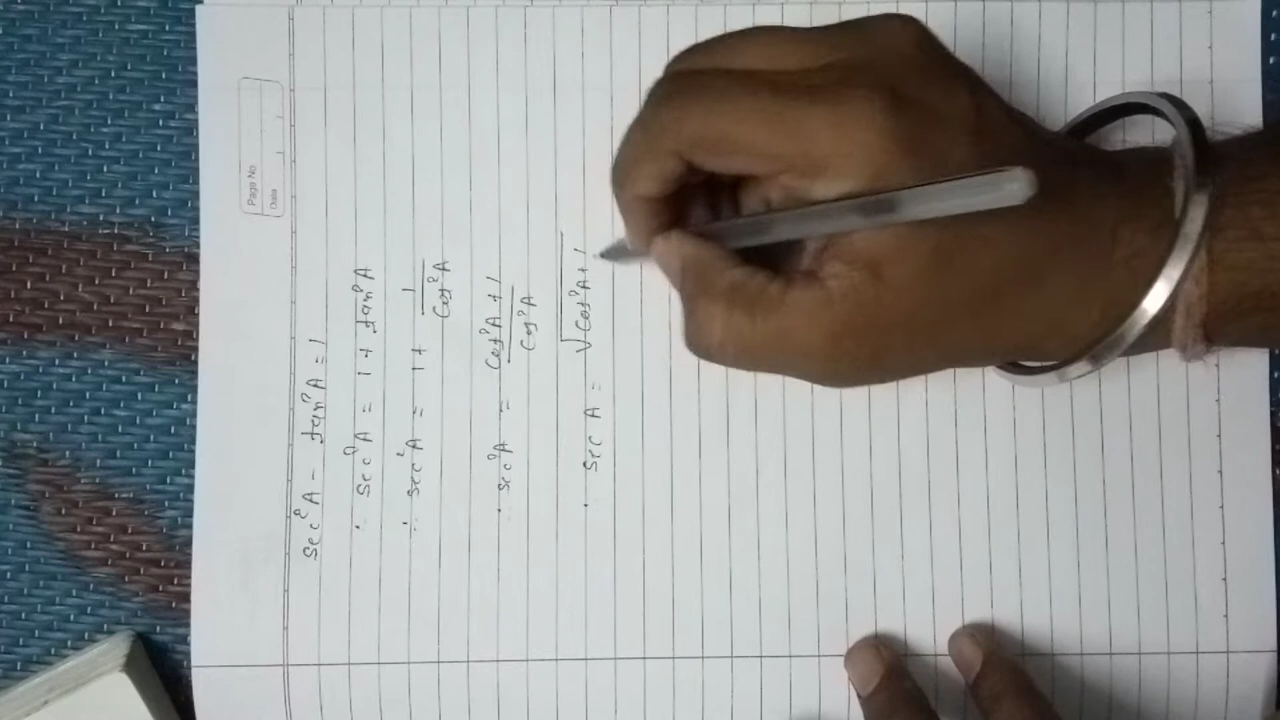 Page No
Date
sec²A - tan²A = 1
∴ sec²A = 1 + tan²A
∴ sec²A = 1 + 1/cot²A
∴ sec²A = cot²A + 1/cot²A
∴ sec A = √cot²A + 1